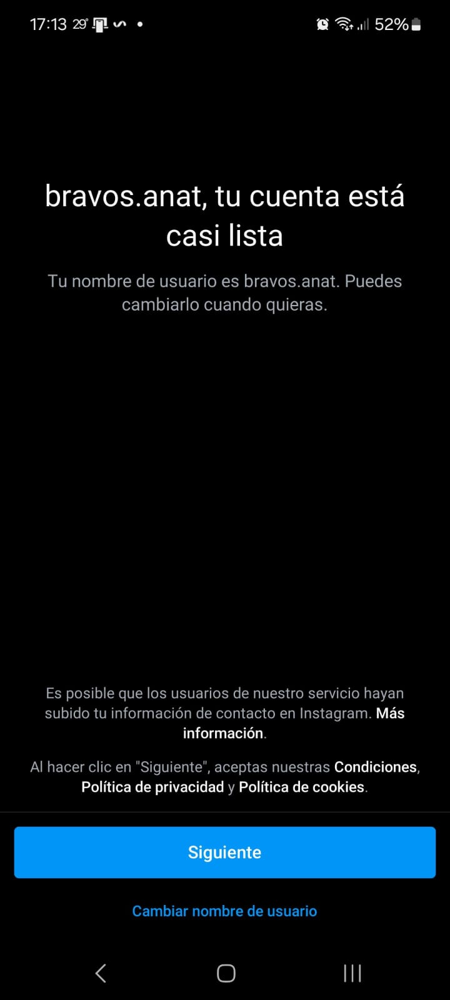 17:13 29° 52%
bravos.anat, tu cuenta está
casi lista
Tu nombre de usuario es bravos.anat. Puedes
cambiarlo cuando quieras.
Es posible que los usuarios de nuestro servicio hayan
subido tu información de contacto en Instagram. Más
información.
Al hacer clic en "Siguiente", aceptas nuestras Condiciones,
Política de privacidad y Política de cookies.
Siguiente
Cambiar nombre de usuario